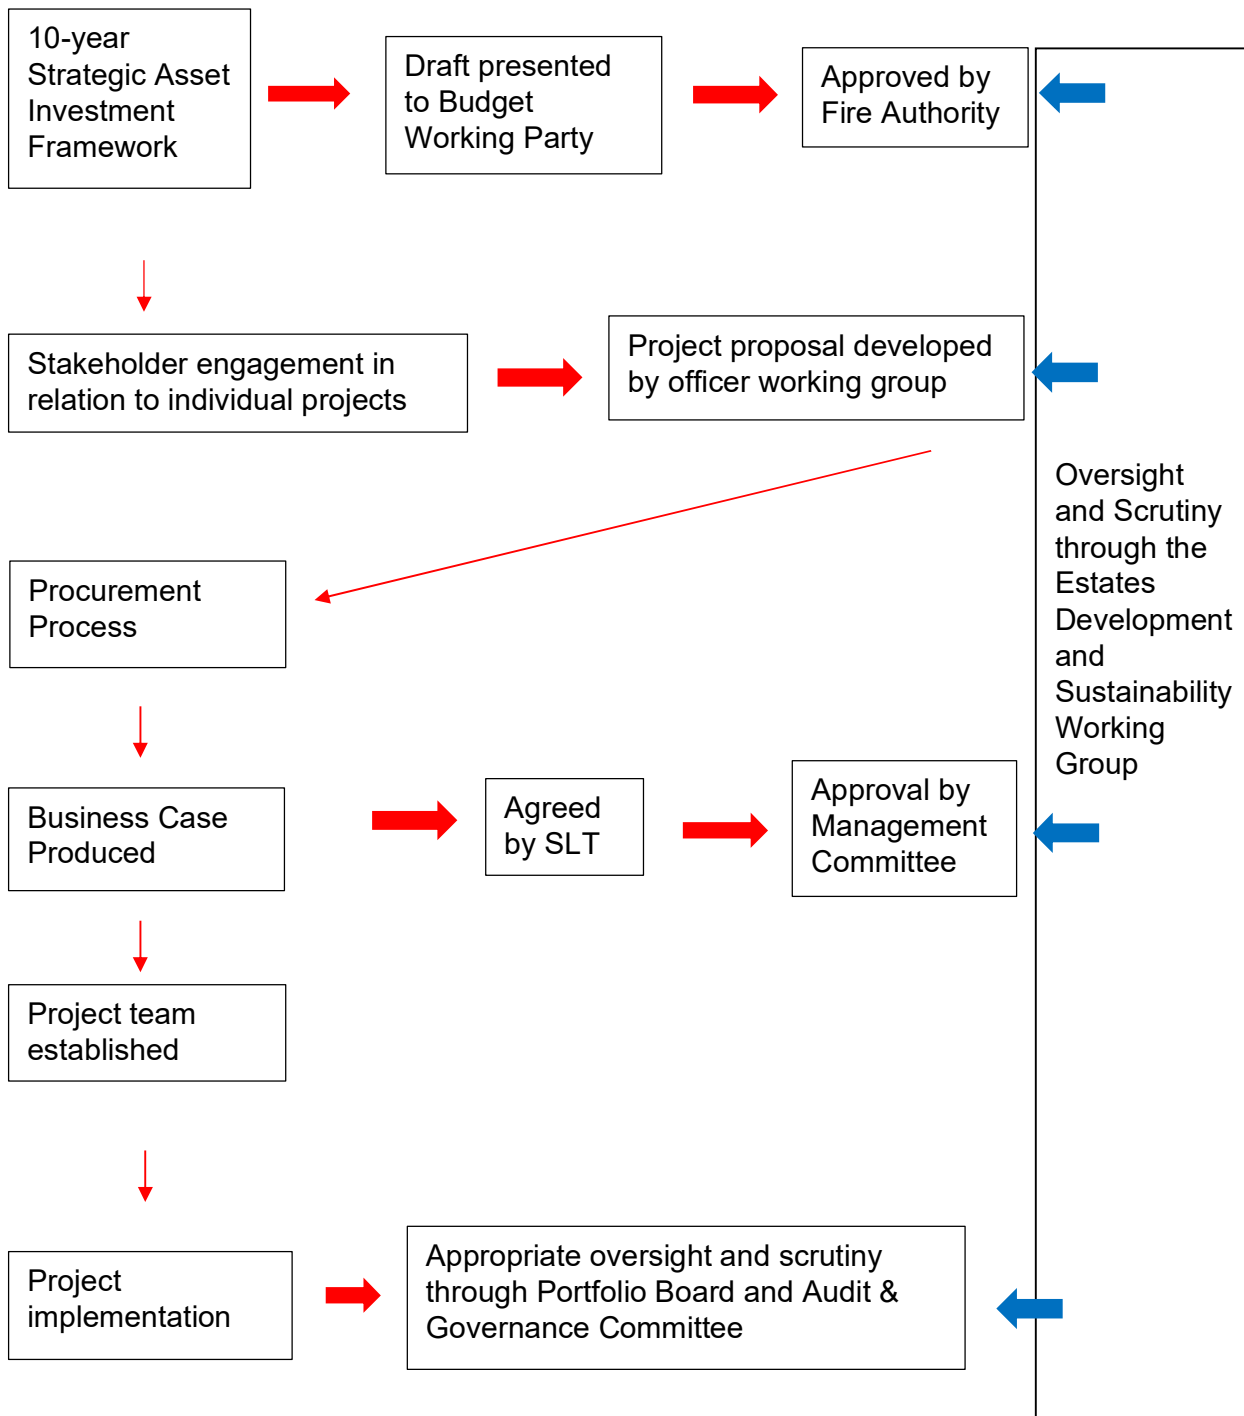 10-year
Strategic Asset
Investment
Framework
Draft presented
to Budget
Working Party
Approved by
Fire Authority
Stakeholder engagement in
relation to individual projects
Project proposal developed
by officer working group
Oversight
and Scrutiny
through the
Estates
Development
and
Sustainability
Working
Group
Procurement
Process
Business Case
Produced
Agreed
by SLT
Approval by
Management
Committee
Project team
established
Project
implementation
Appropriate oversight and scrutiny
through Portfolio Board and Audit &
Governance Committee